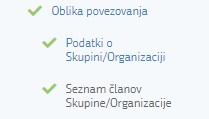 Oblika povezovanja
Podatki o
Skupini/Organizaciji
Seznam članov
Skupine/Organizacije